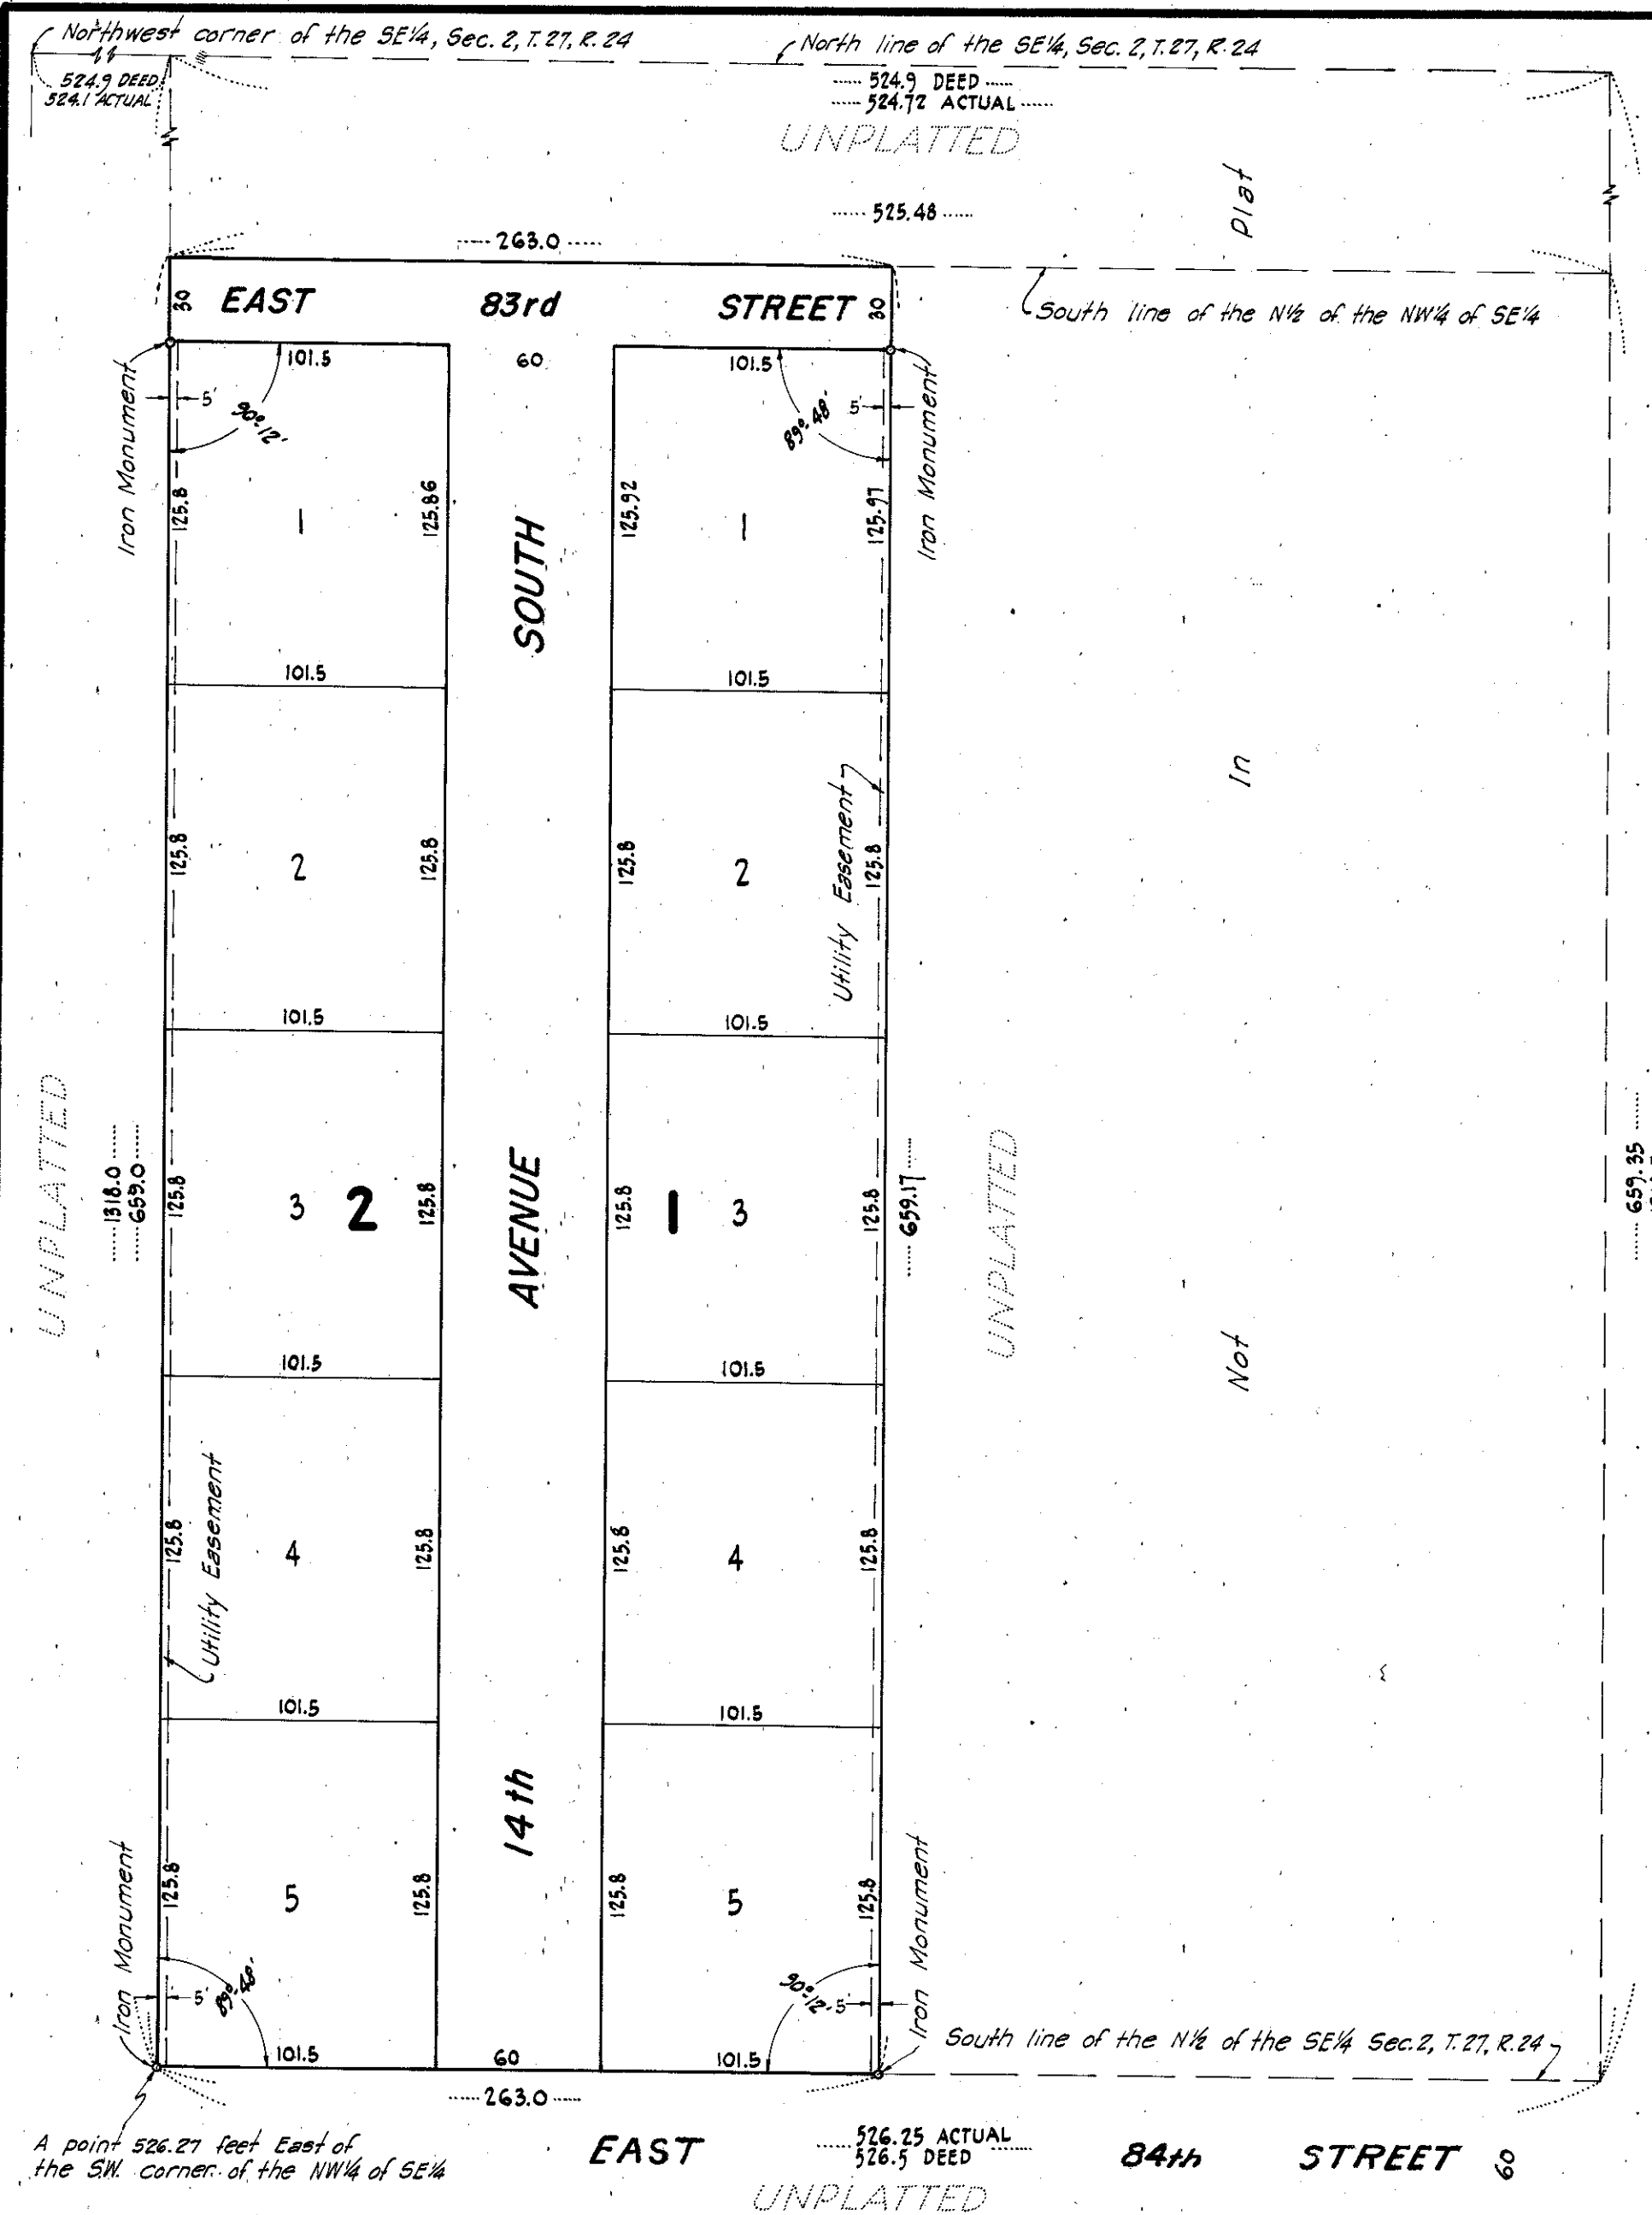 Northwest corner of the SE¼, Sec. 2, T. 27, R. 24
North line of the SE¼, Sec. 2, T. 27, R. 24
524.9 DEED
524.1 ACTUAL
524.9 DEED
524.72 ACTUAL
UNPLATTED
Plat
525.48
263.0
30 EAST 83rd STREET 30
South line of the N½ of the NW¼ of SE¼
Iron Monument
101.5
60
101.5
Iron Monument
5'
90°-12'
5'
89°-48'
125.8
1
125.86
SOUTH
125.92
1
125.97
101.5
101.5
In
Utility Easement
125.8
2
125.8
125.8
2
125.8
101.5
101.5
UNPLATTED
1318.0
659.0
125.8
3
2
125.8
AVENUE
125.8
1
3
125.8
659.17
UNPLATTED
659.35
Not
101.5
101.5
Utility Easement
125.8
4
125.8
125.8
4
125.8
101.5
101.5
14th
Iron Monument
125.8
5
125.8
125.8
5
125.8
Iron Monument
5'
89°-48'
90°-12'
5'
South line of the N½ of the SE¼ Sec. 2, T. 27, R. 24
101.5
60
101.5
263.0
A point 526.27 feet East of
the S.W. corner of the NW¼ of SE¼
EAST
526.25 ACTUAL
526.5 DEED
84th STREET 60
UNPLATTED